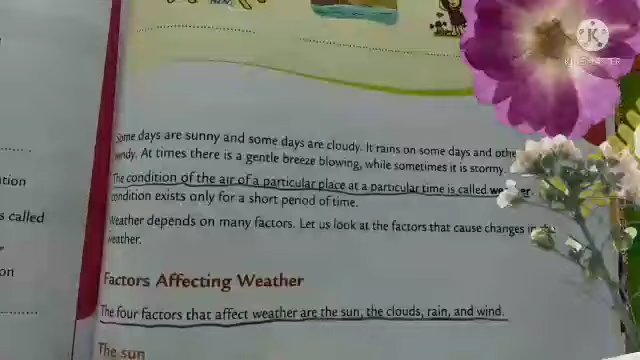 tion
s called
on
Some days are sunny and some days are cloudy. It rains on some days and
windy. At times there is a gentle breeze blowing, while sometimes it is stormy.
The condition of the air of a particular place at a particular time is called
condition exists only for a short period of time.
Weather depends on many factors. Let us look at the factors that cause changes in
weather.
Factors Affecting Weather
The four factors that affect weather are the sun, the clouds, rain, and wind.
The sun